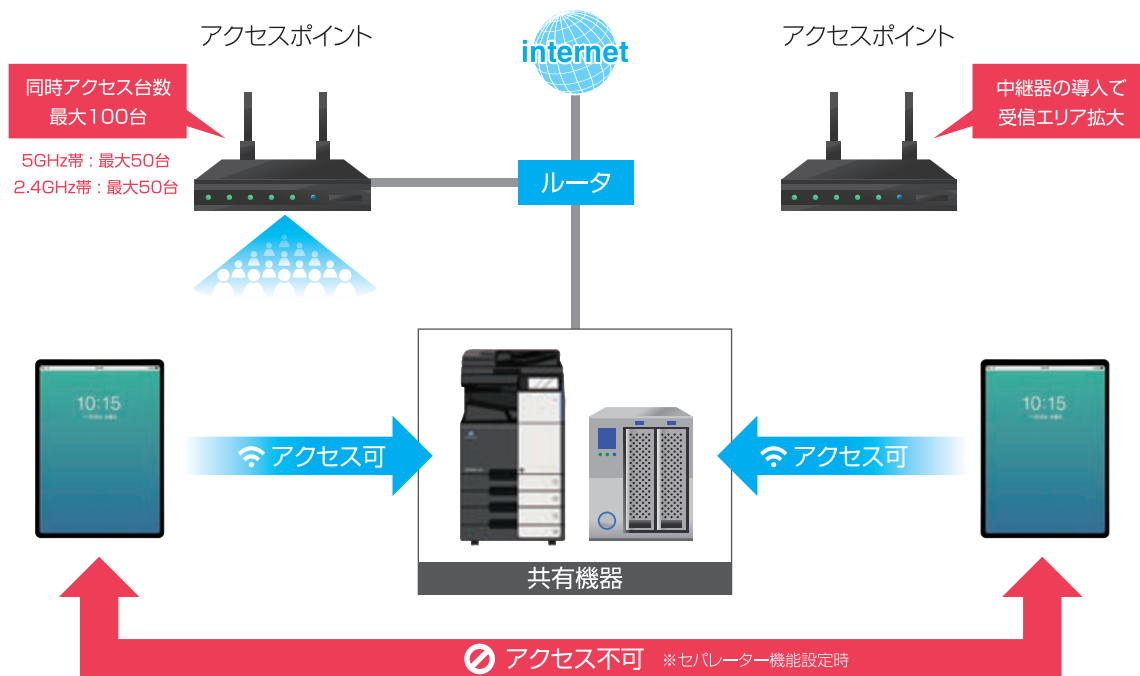 アクセスポイント
internet
アクセスポイント
同時アクセス台数
最大100台
5GHz帯：最大50台
2.4GHz帯：最大50台
中継器の導入で
受信エリア拡大
ルータ
10:15
アクセス可
アクセス可
10:15
共有機器
アクセス不可 ※セパレーター機能設定時